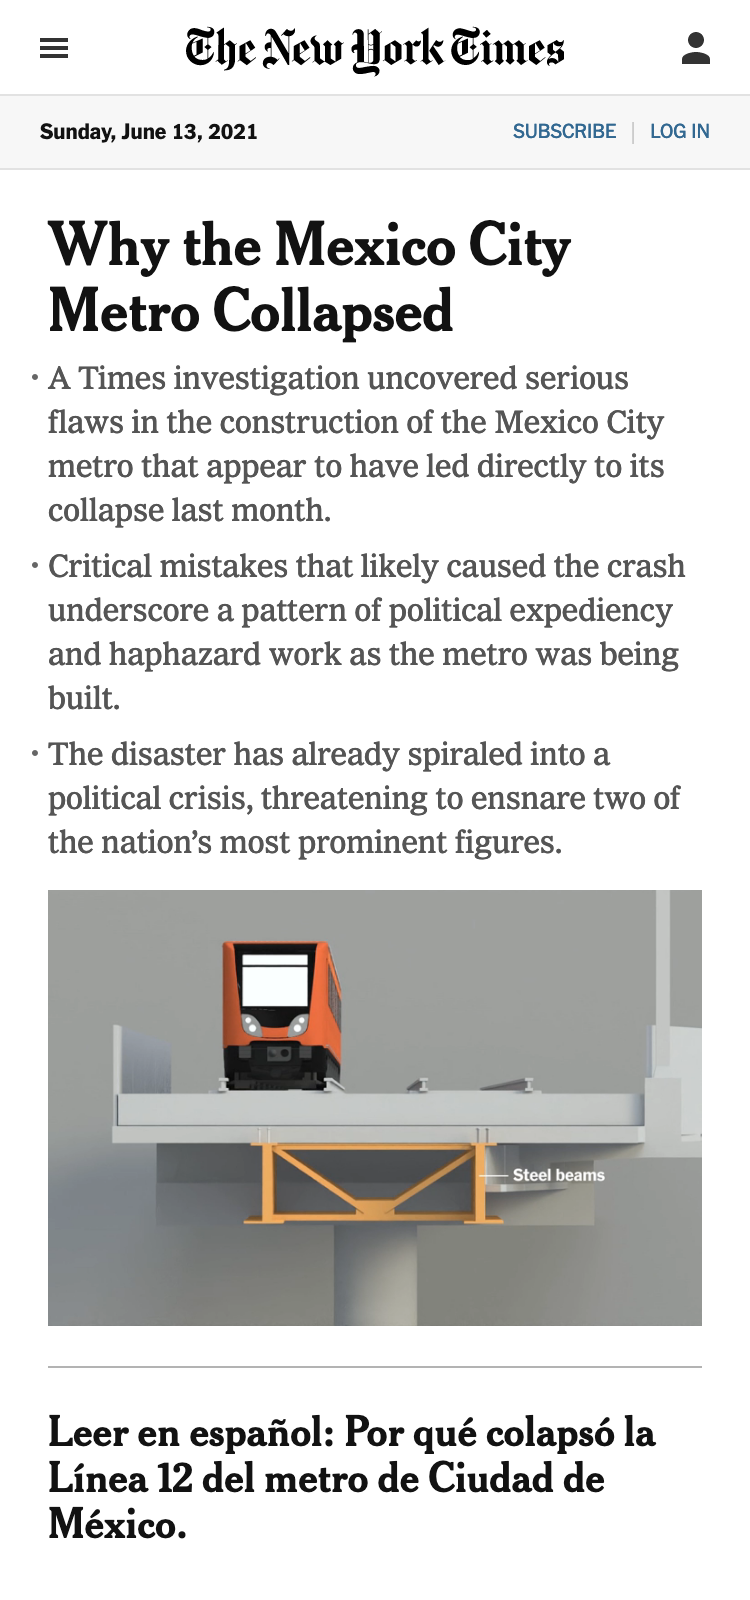 The New York Times
Sunday, June 13, 2021
SUBSCRIBE
LOG IN
Why the Mexico City
Metro Collapsed
• A Times investigation uncovered serious
flaws in the construction of the Mexico City
metro that appear to have led directly to its
collapse last month.
• Critical mistakes that likely caused the crash
underscore a pattern of political expediency
and haphazard work as the metro was being
built.
• The disaster has already spiraled into a
political crisis, threatening to ensnare two of
the nation’s most prominent figures.
Steel beams
Leer en español: Por qué colapsó la
Línea 12 del metro de Ciudad de
México.